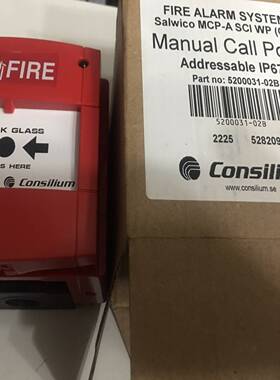 FIRE
K GLASS
S HERE
Consilium
FIRE ALARM SYSTEM
Salwico MCP-A SCI WP (
Manual Call Po
Addressable IP67
Part no: 5200031-02B
5200031-02B
2225 528209
Consiliu
www.consilium.se